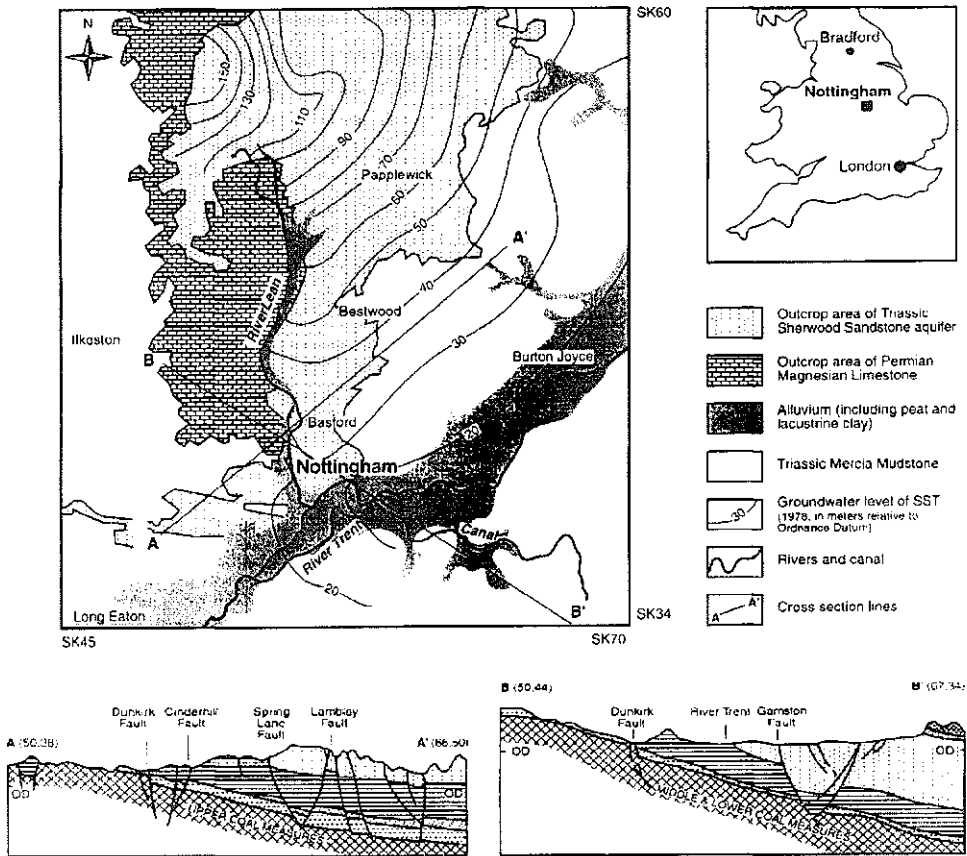 N
SK60
150
130
110
90
70
Papplewick
60
50
A'
40
River Lean
Bestwood
30
Ilkeston
B
Burton Joyce
Basford
20
Nottingham
A
River Trent
Canal
20
Long Eaton
B'
SK34
SK45
SK70
Bradford
Nottingham
London
Outcrop area of Triassic
Sherwood Sandstone aquifer
Outcrop area of Permian
Magnesian Limestone
Alluvium (including peat and
lacustrine clay)
Triassic Mercia Mudstone
30
Groundwater level of SST
(1978, in meters relative to
Ordnance Datum)
Rivers and canal
A A'
Cross section lines
A (50,38)
Dunkirk
Fault
Cinderhill
Fault
Spring
Lane
Fault
Lambley
Fault
A' (66,50)
OD
OD
UPPER COAL MEASURES
B (50,44)
Dunkirk
Fault
River Trent
Gamston
Fault
B' (67,34)
OD
OD
MIDDLE & LOWER COAL MEASURES